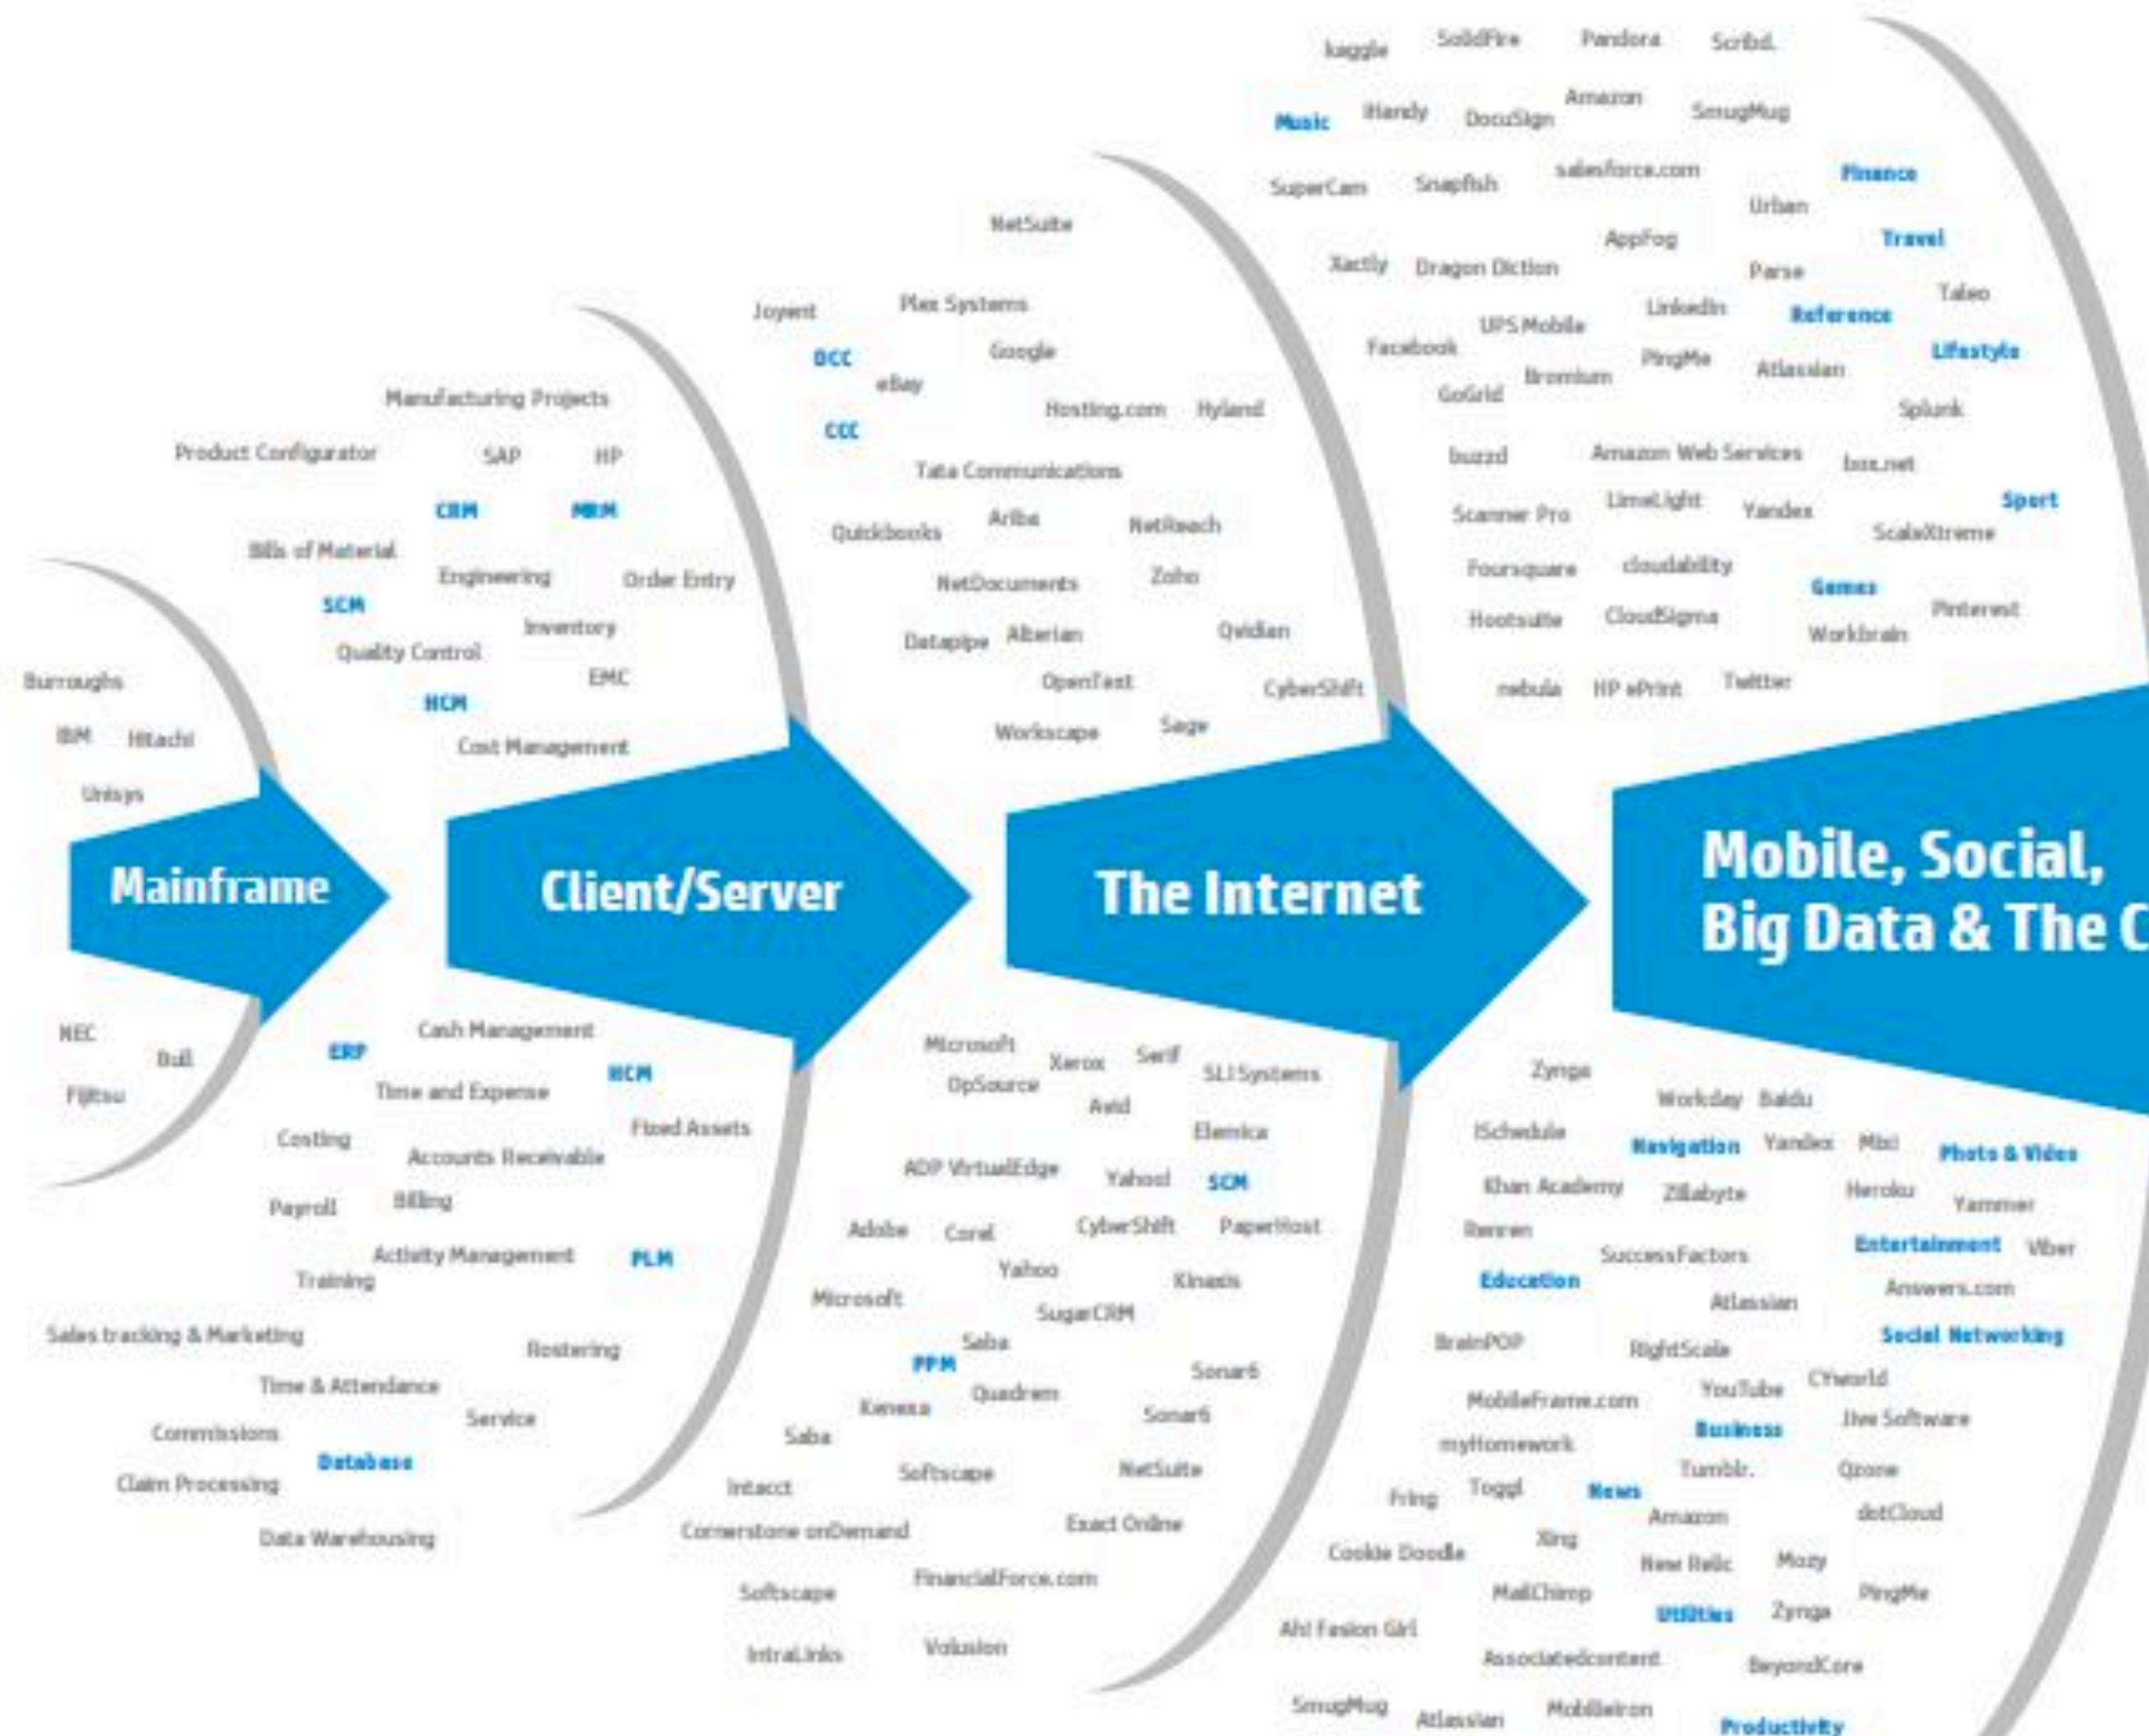 Burroughs
IBM Hitachi
Unisys
Mainframe
NEC
Bull
Fijitsu
Manufacturing Projects
Product Configurator SAP HP
CRM MRM
Bills of Material
Engineering Order Entry
SCM
Inventory
Quality Control
EMC
HCM
Cost Management
Client/Server
Cash Management
ERP
HCM
Time and Expense
Fixed Assets
Costing
Accounts Receivable
Payroll Billing
Activity Management PLM
Training
Sales tracking & Marketing
Rostering
Time & Attendance
Service
Commissions
Database
Claim Processing
Data Warehousing
NetSuite
Joyent Plex Systems
Google
eBay
Hosting.com Hyland
CCC
Tata Communications
Quickbooks Ariba NetReach
NetDocuments Zoho
Datapipe Alterian Qvidian
OpenText CyberShift
Workscape Sage
The Internet
Microsoft Xerox Serif
OpSource SLI Systems
Avid
Elemica
ADP VirtualEdge Yahoo! SCM
Adobe Corel CyberShift PaperHost
Yahoo Kinaxis
Microsoft SugarCRM
Saba
PPM Sonar6
Kenexa Quadrem
Sonar6
Saba
Softscape NetSuite
Intacct
Cornerstone onDemand Exact Online
FinancialForce.com
Softscape
IntraLinks Volusion
kaggle SolidFire Pandora Scribd.
Amazon
Music iHandy DocuSign SmugMug
SuperCam Snapfish salesforce.com Finance
Urban
AppFog Travel
Xactly Dragon Diction Parse
Taleo
LinkedIn Reference
UPS Mobile
Facebook PingMe Lifestyle
Bromium Atlassian
GoGrid
Splunk
buzzd Amazon Web Services box.net
Scanner Pro LimeLight Yandex Sport
ScaleXtreme
Foursquare cloudability
Games
Hootsuite CloudSigma Pinterest
Workbrain
nebula HP ePrint Twitter
Mobile, Social,
Big Data & The C
Zynga
Workday Baidu
iSchedule Navigation Yandex Mixi Photo & Video
Khan Academy Zillabyte Heroku
Yammer
Renren
SuccessFactors Entertainment Viber
Education
Answers.com
Atlassian
BrainPOP RightScale Social Networking
CYworld
MobileFrame.com YouTube
Business Jive Software
myHomework
Tumblr. Qzone
Fring Toggl News
Amazon dotCloud
Xing
Cookie Doodle New Relic Mozy
MailChimp PingMe
Utilities Zynga
Ah! Fasion Girl
Associatedcontent BeyondCore
SmugMug Atlassian MobileIron
Productivity